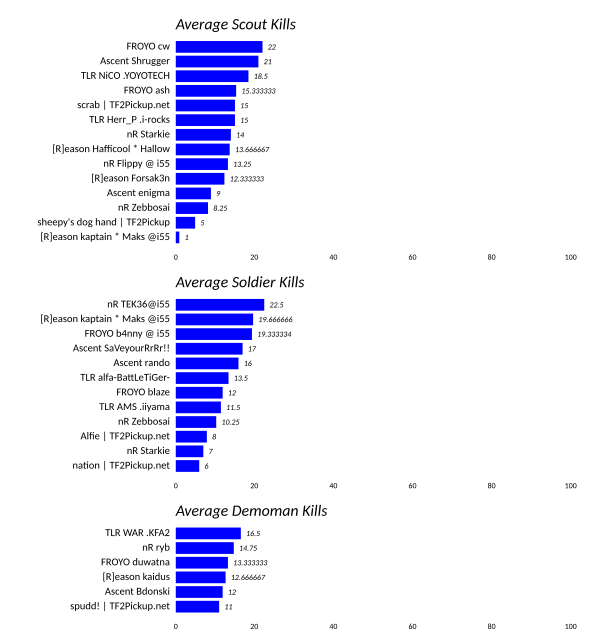 Average Scout Kills
FROYO cw 22
Ascent Shrugger 21
TLR NiCO .YOYOTECH 18.5
FROYO ash 15.333333
scrab | TF2Pickup.net 15
TLR Herr_P .i-rocks 15
nR Starkie 14
[R]eason Hafficool * Hallow 13.666667
nR Flippy @ i55 13.25
[R]eason Forsak3n 12.333333
Ascent enigma 9
nR Zebbosai 8.25
sheepy's dog hand | TF2Pickup 5
[R]eason kaptain * Maks @i55 1
0 20 40 60 80 100
Average Soldier Kills
nR TEK36@i55 22.5
[R]eason kaptain * Maks @i55 19.666666
FROYO b4nny @ i55 19.333334
Ascent SaVeyourRrRr!! 17
Ascent rando 16
TLR alfa-BattLeTiGer- 13.5
FROYO blaze 12
TLR AMS .iiyama 11.5
nR Zebbosai 10.25
Alfie | TF2Pickup.net 8
nR Starkie 7
nation | TF2Pickup.net 6
0 20 40 60 80 100
Average Demoman Kills
TLR WAR .KFA2 16.5
nR ryb 14.75
FROYO duwatna 13.333333
[R]eason kaidus 12.666667
Ascent Bdonski 12
spudd! | TF2Pickup.net 11
0 20 40 60 80 100